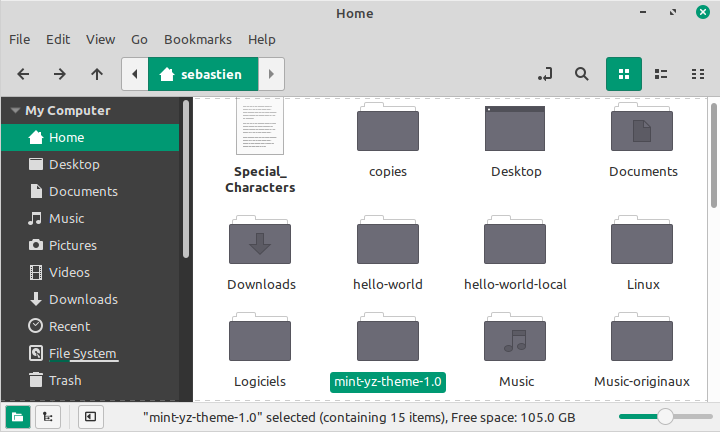 Home
File Edit View Go Bookmarks Help
sebastien
My Computer
Home
Desktop
Documents
Music
Pictures
Videos
Downloads
Recent
File System
Trash
Special_
Characters
copies
Desktop
Documents
Downloads
hello-world
hello-world-local
Linux
Logiciels
mint-yz-theme-1.0
Music
Music-originaux
"mint-yz-theme-1.0" selected (containing 15 items), Free space: 105.0 GB